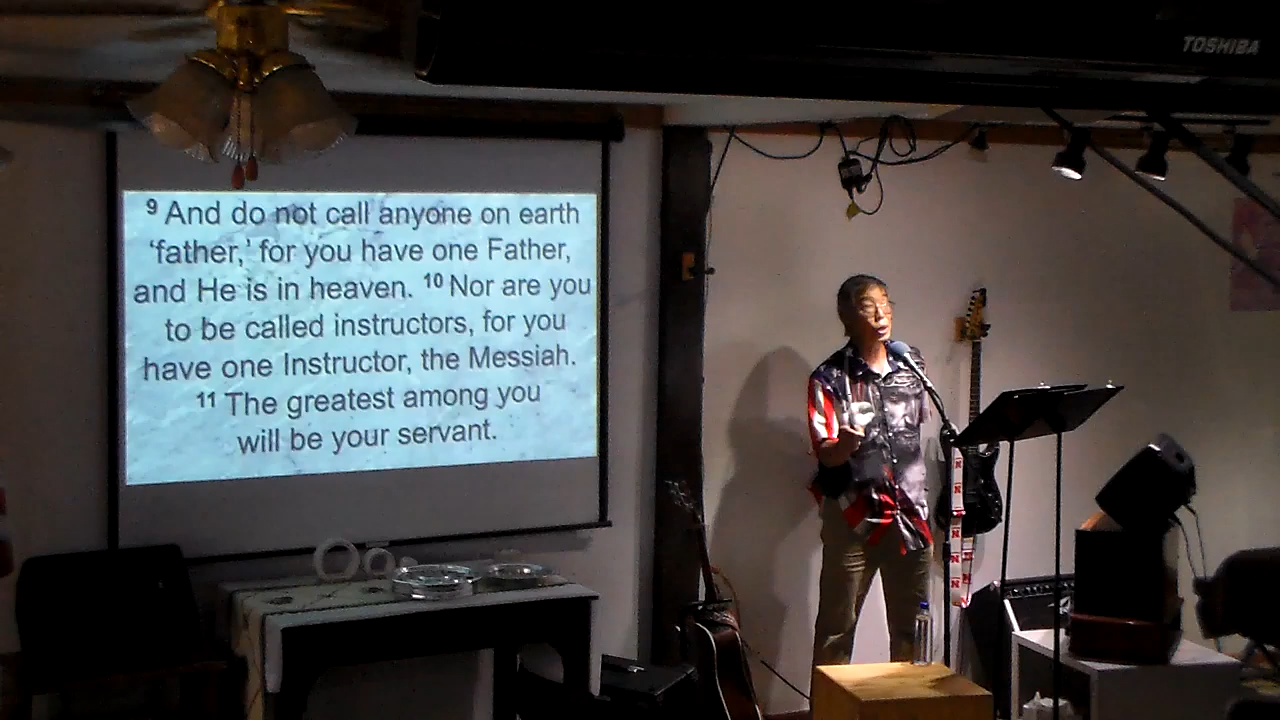 TOSHIBA
⁹ And do not call anyone on earth
‘father,’ for you have one Father,
and He is in heaven. ¹⁰ Nor are you
to be called instructors, for you
have one Instructor, the Messiah.
¹¹ The greatest among you
will be your servant.
N
N
N
N